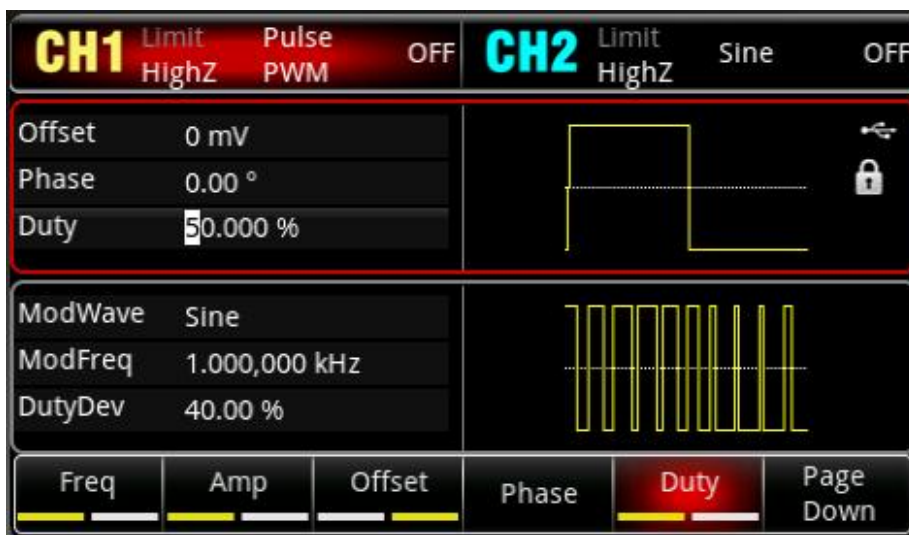 CH1 Limit HighZ Pulse PWM OFF CH2 Limit HighZ Sine OFF
Offset 0 mV
Phase 0.00 °
Duty 50.000 %
ModWave Sine
ModFreq 1.000,000 kHz
DutyDev 40.00 %
Freq Amp Offset Phase Duty Page Down